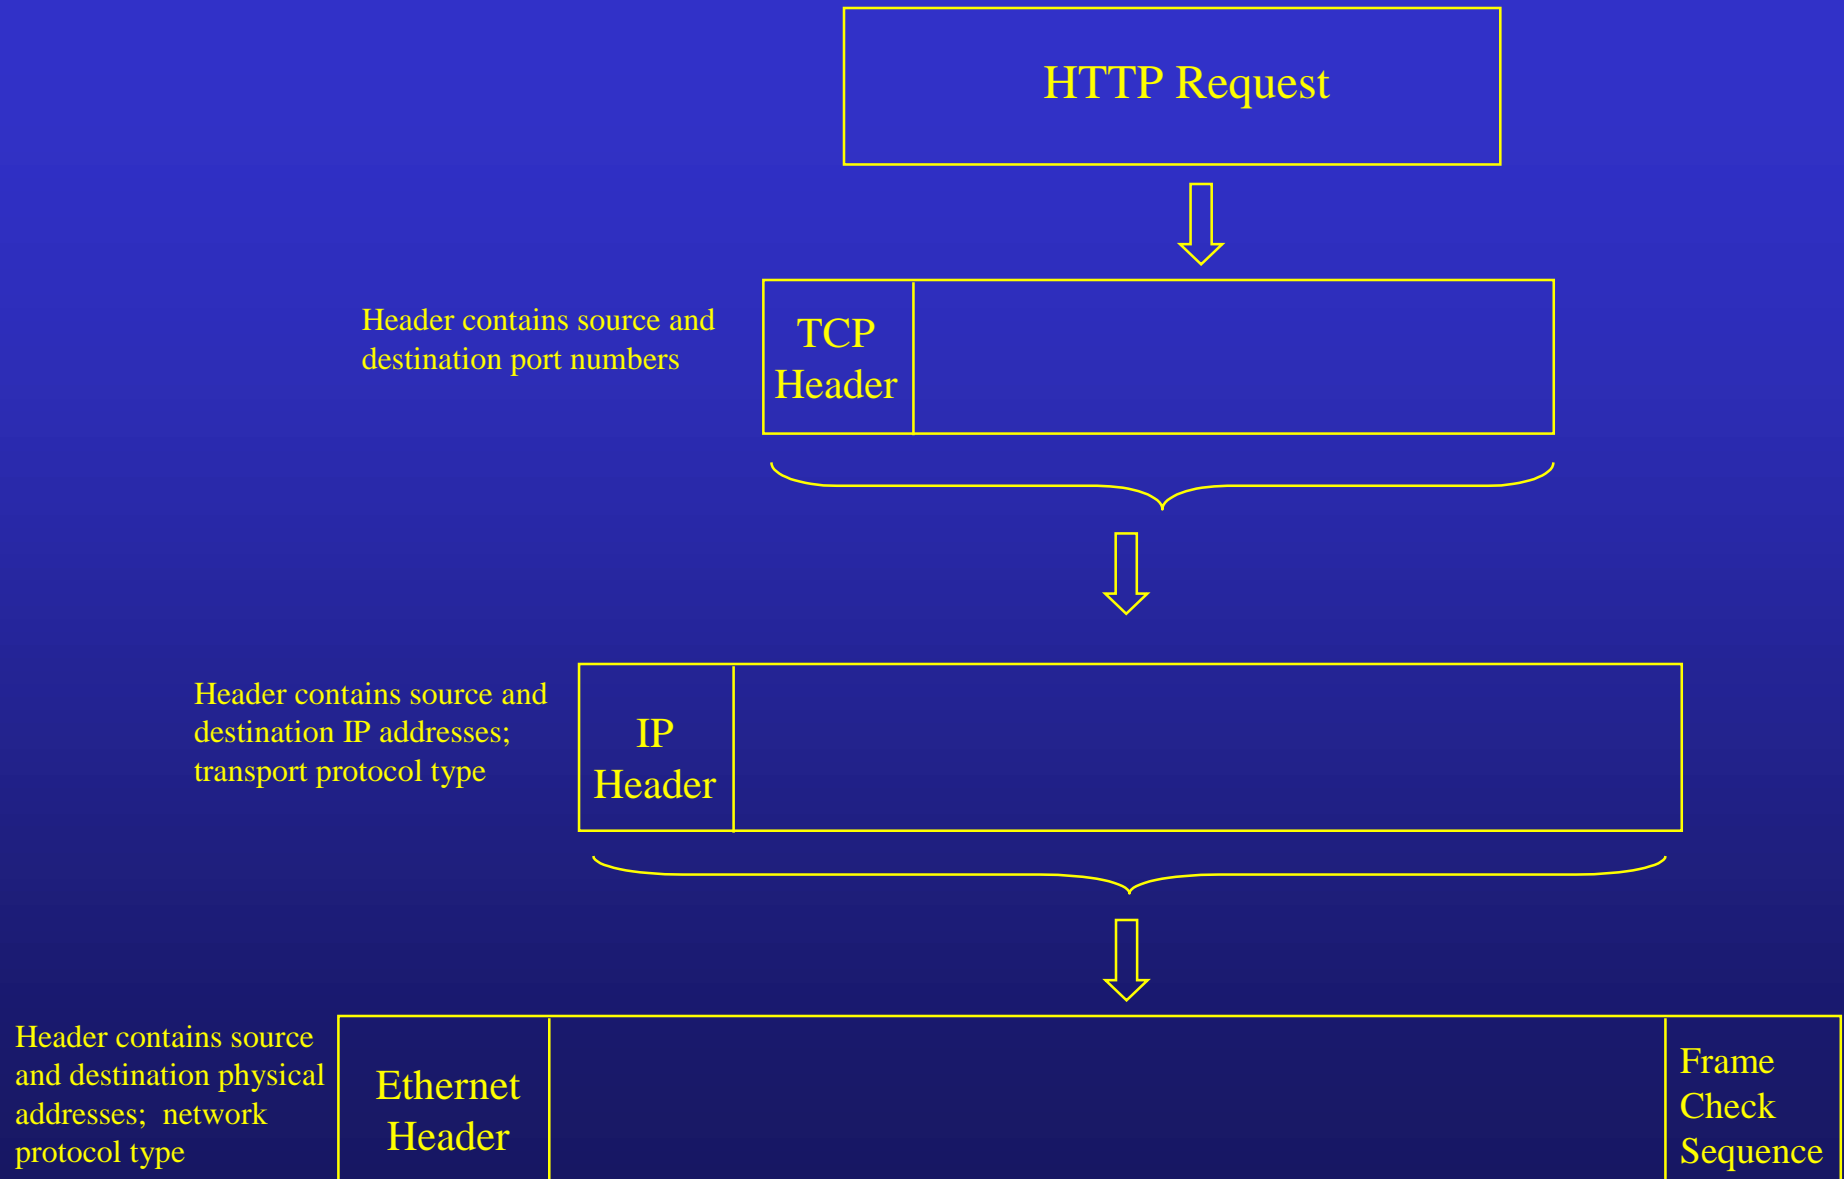 HTTP Request
Header contains source and
destination port numbers
TCP
Header
Header contains source and
destination IP addresses;
transport protocol type
IP
Header
Header contains source
and destination physical
addresses;  network
protocol type
Ethernet
Header
Frame
Check
Sequence